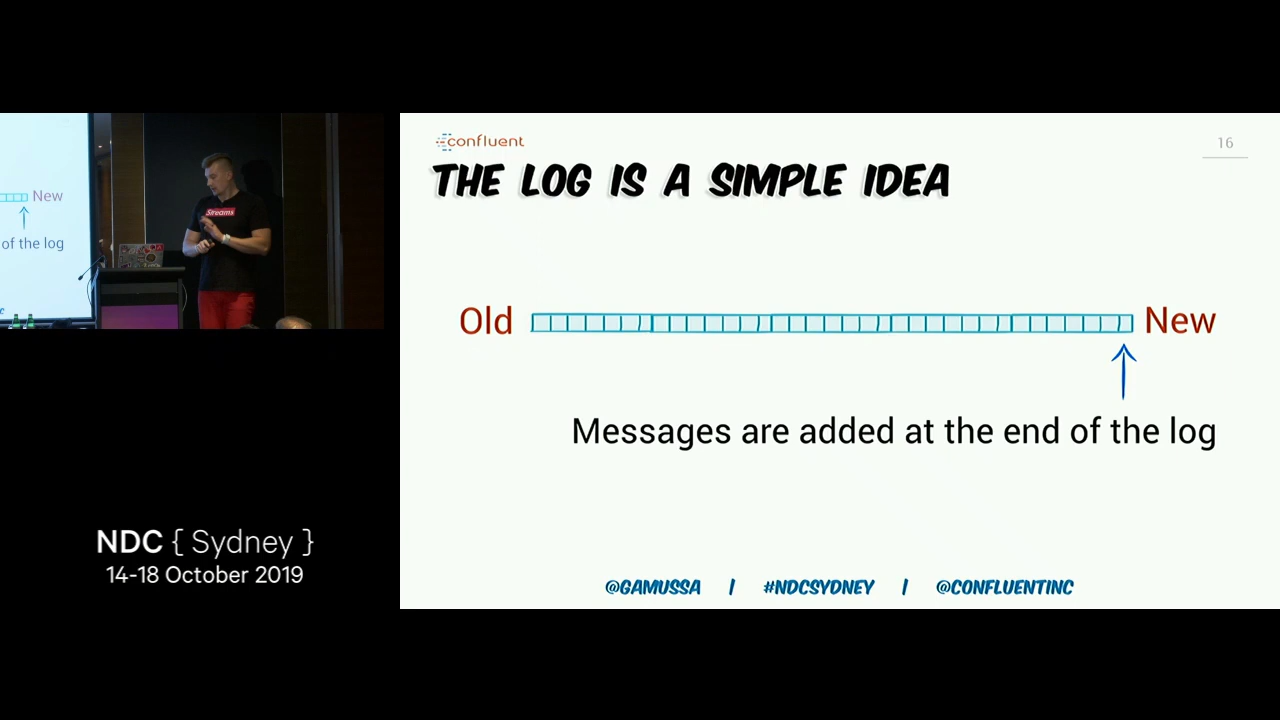 New
of the log
Streams
NDC { Sydney }
14-18 October 2019
confluent
16
THE LOG IS A SIMPLE IDEA
Old
New
Messages are added at the end of the log
@GAMUSSA | #NDCSYDNEY | @CONFLUENTINC